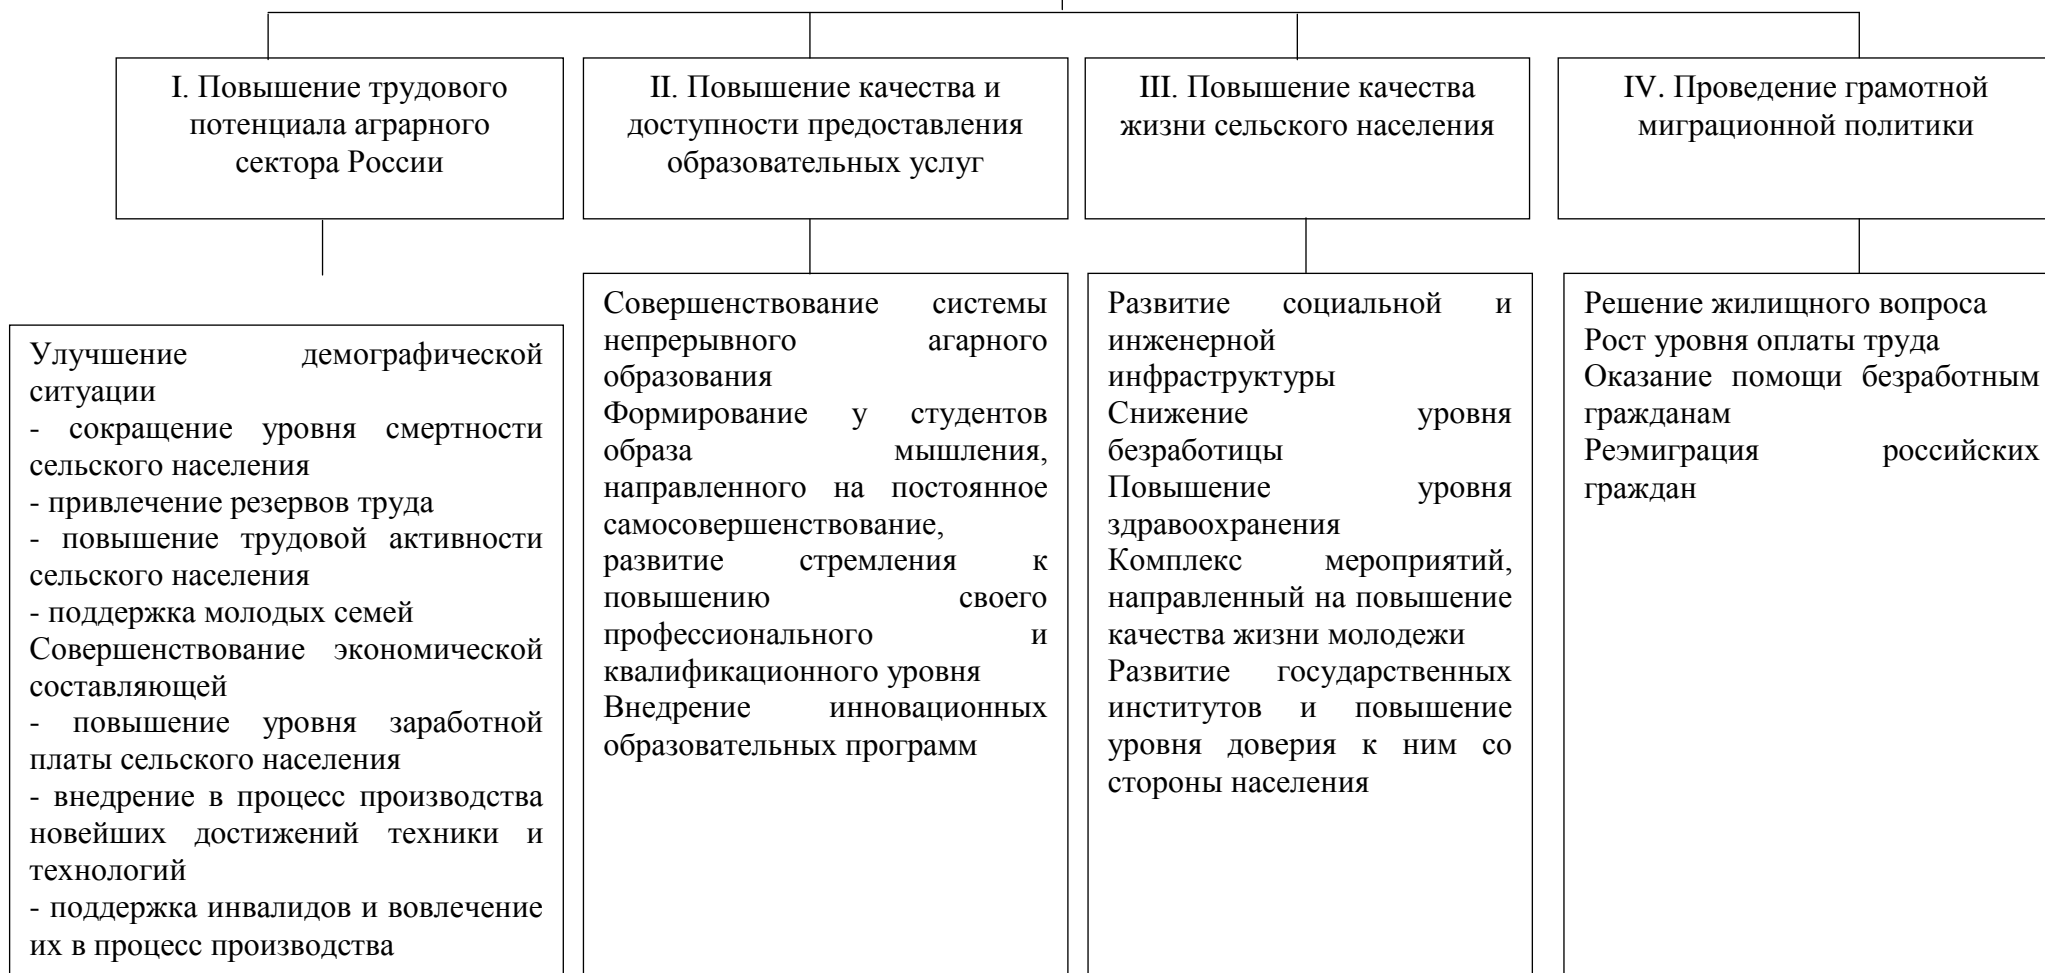 I. Повышение трудового
потенциала аграрного
сектора России
II. Повышение качества и
доступности предоставления
образовательных услуг
III. Повышение качества
жизни сельского населения
IV. Проведение грамотной
миграционной политики
Улучшение демографической
ситуации
- сокращение уровня смертности
сельского населения
- привлечение резервов труда
- повышение трудовой активности
сельского населения
- поддержка молодых семей
Совершенствование экономической
составляющей
- повышение уровня заработной
платы сельского населения
- внедрение в процесс производства
новейших достижений техники и
технологий
- поддержка инвалидов и вовлечение
их в процесс производства
Совершенствование системы
непрерывного агарного
образования
Формирование у студентов
образа мышления,
направленного на постоянное
самосовершенствование,
развитие стремления к
повышению своего
профессионального и
квалификационного уровня
Внедрение инновационных
образовательных программ
Развитие социальной и
инженерной
инфраструктуры
Снижение уровня
безработицы
Повышение уровня
здравоохранения
Комплекс мероприятий,
направленный на повышение
качества жизни молодежи
Развитие государственных
институтов и повышение
уровня доверия к ним со
стороны населения
Решение жилищного вопроса
Рост уровня оплаты труда
Оказание помощи безработным
гражданам
Реэмиграция российских
граждан